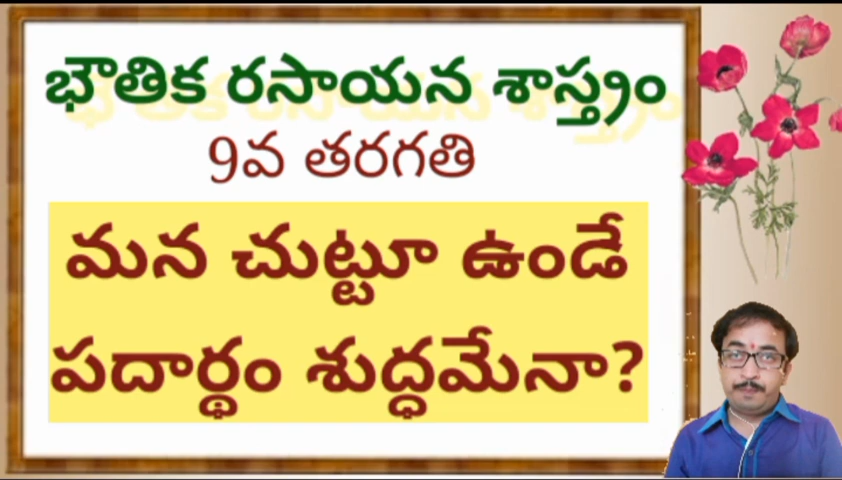 భౌతిక రసాయన శాస్త్రం
9వ తరగతి
మన చుట్టూ ఉండే
పదార్థం శుద్ధమేనా?